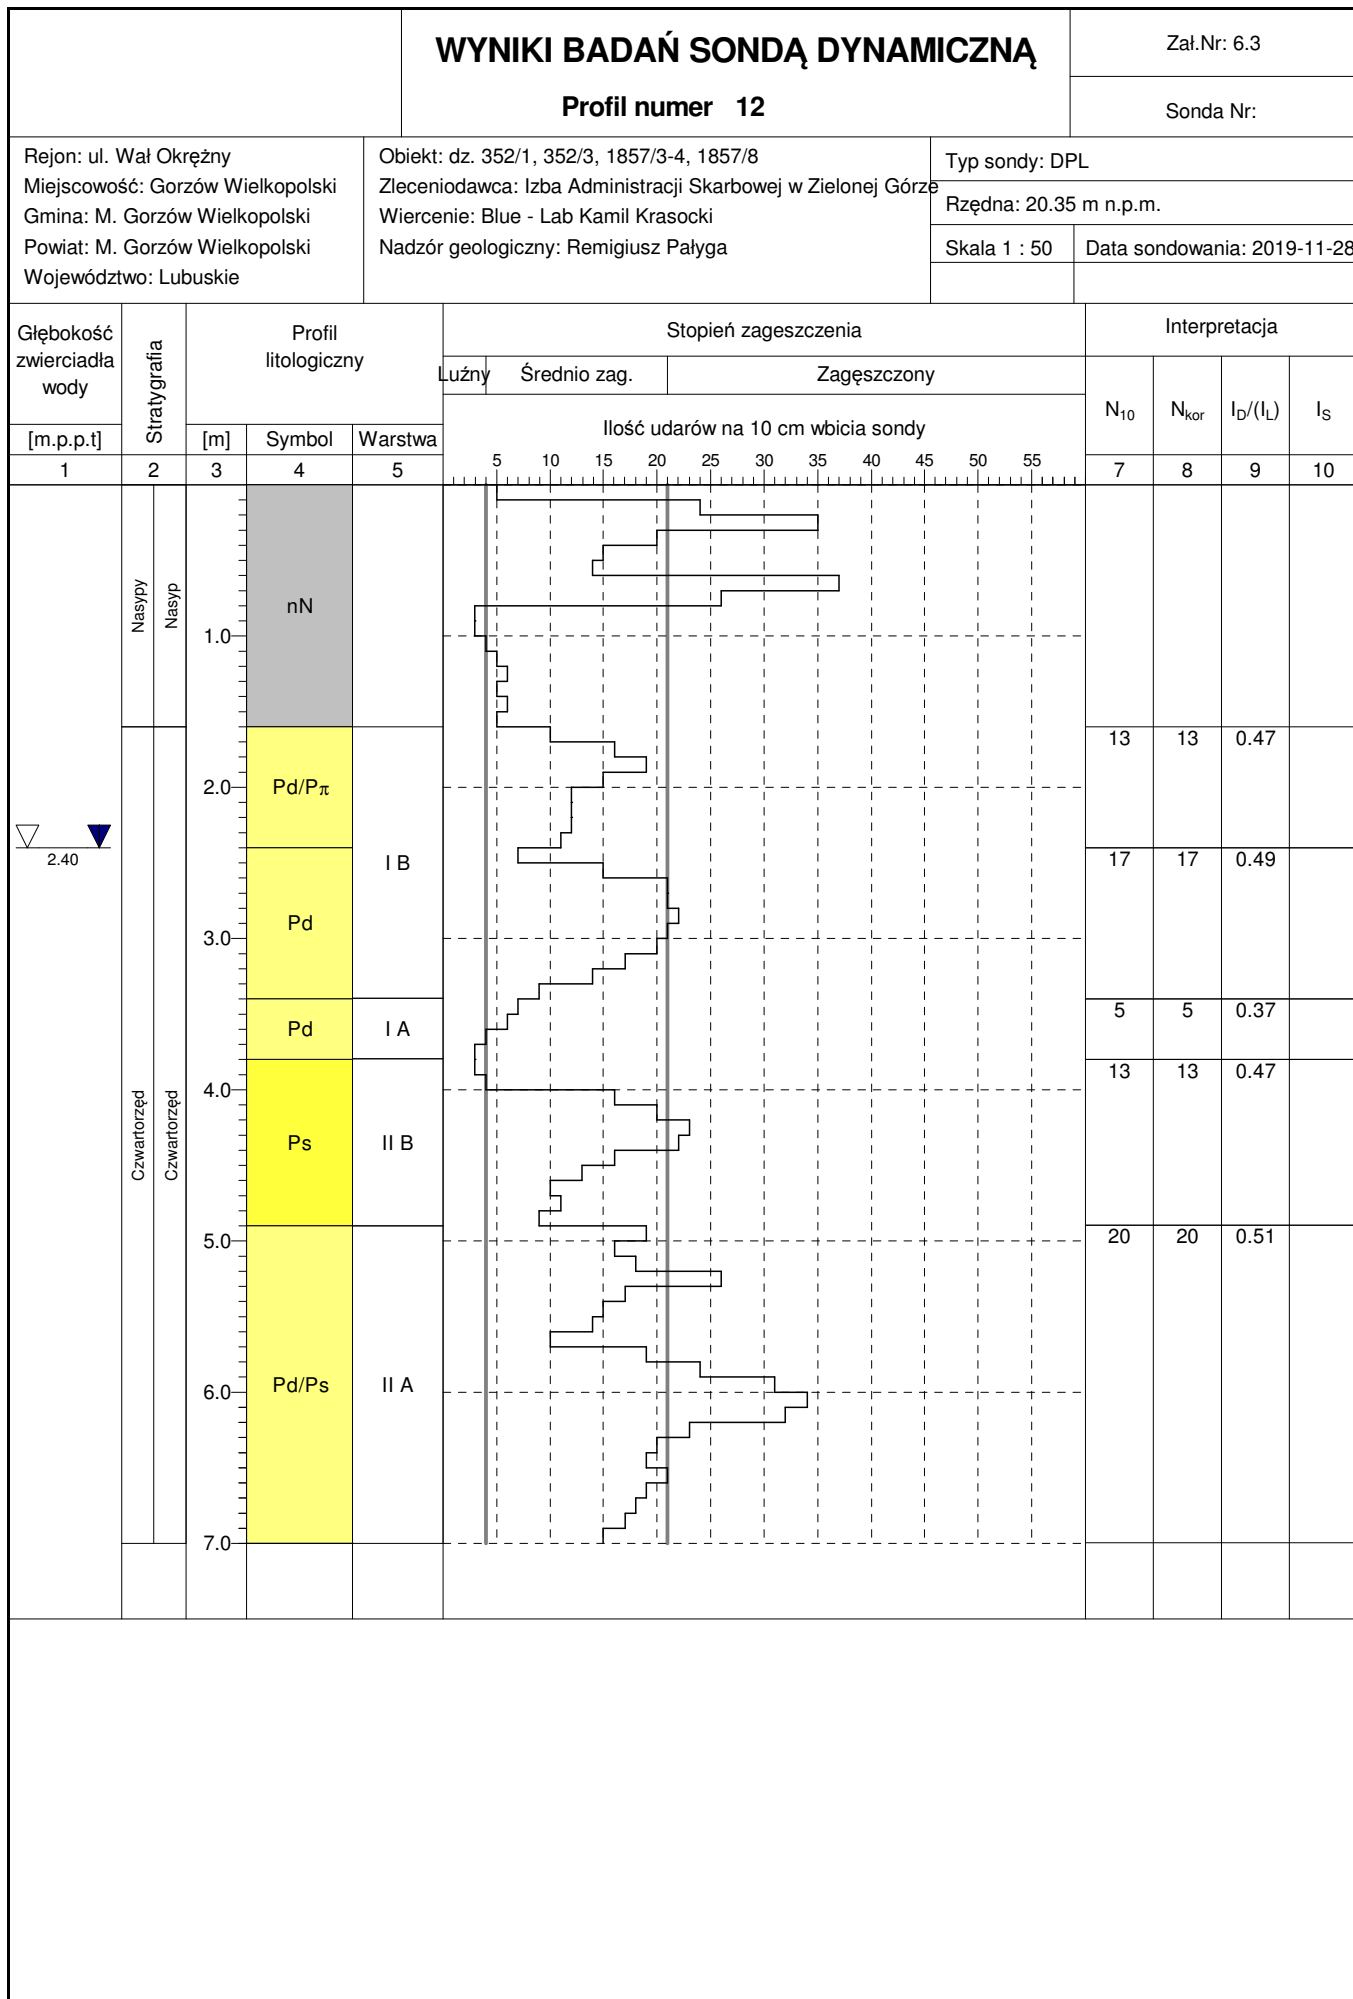 WYNIKI BADAŃ SONDĄ DYNAMICZNĄ
Profil numer 12
Zał.Nr: 6.3
Sonda Nr:
Rejon: ul. Wał Okrężny
Miejscowość: Gorzów Wielkopolski
Gmina: M. Gorzów Wielkopolski
Powiat: M. Gorzów Wielkopolski
Województwo: Lubuskie
Obiekt: dz. 352/1, 352/3, 1857/3-4, 1857/8
Zleceniodawca: Izba Administracji Skarbowej w Zielonej Górze
Wiercenie: Blue - Lab Kamil Krasocki
Nadzór geologiczny: Remigiusz Pałyga
Typ sondy: DPL
Rzędna: 20.35 m n.p.m.
Skala 1 : 50
Data sondowania: 2019-11-28
Głębokość
zwierciadła
wody
[m.p.p.t]
Stratygrafia
Profil
litologiczny
[m]
Symbol
Warstwa
Stopień zageszczenia
Luźny
Średnio zag.
Zagęszczony
Ilość udarów na 10 cm wbicia sondy
Interpretacja
N10
Nkor
ID/(IL)
IS
1 2 3 4 5
5 10 15 20 25 30 35 40 45 50 55
7 8 9 10
Nasypy
Nasyp
nN
1.0
13 13 0.47
2.0
Pd/Pπ
2.40
I B
17 17 0.49
Pd
3.0
5 5 0.37
Pd
I A
13 13 0.47
4.0
Czwartorzęd
Czwartorzęd
Ps
II B
20 20 0.51
5.0
Pd/Ps
II A
6.0
7.0